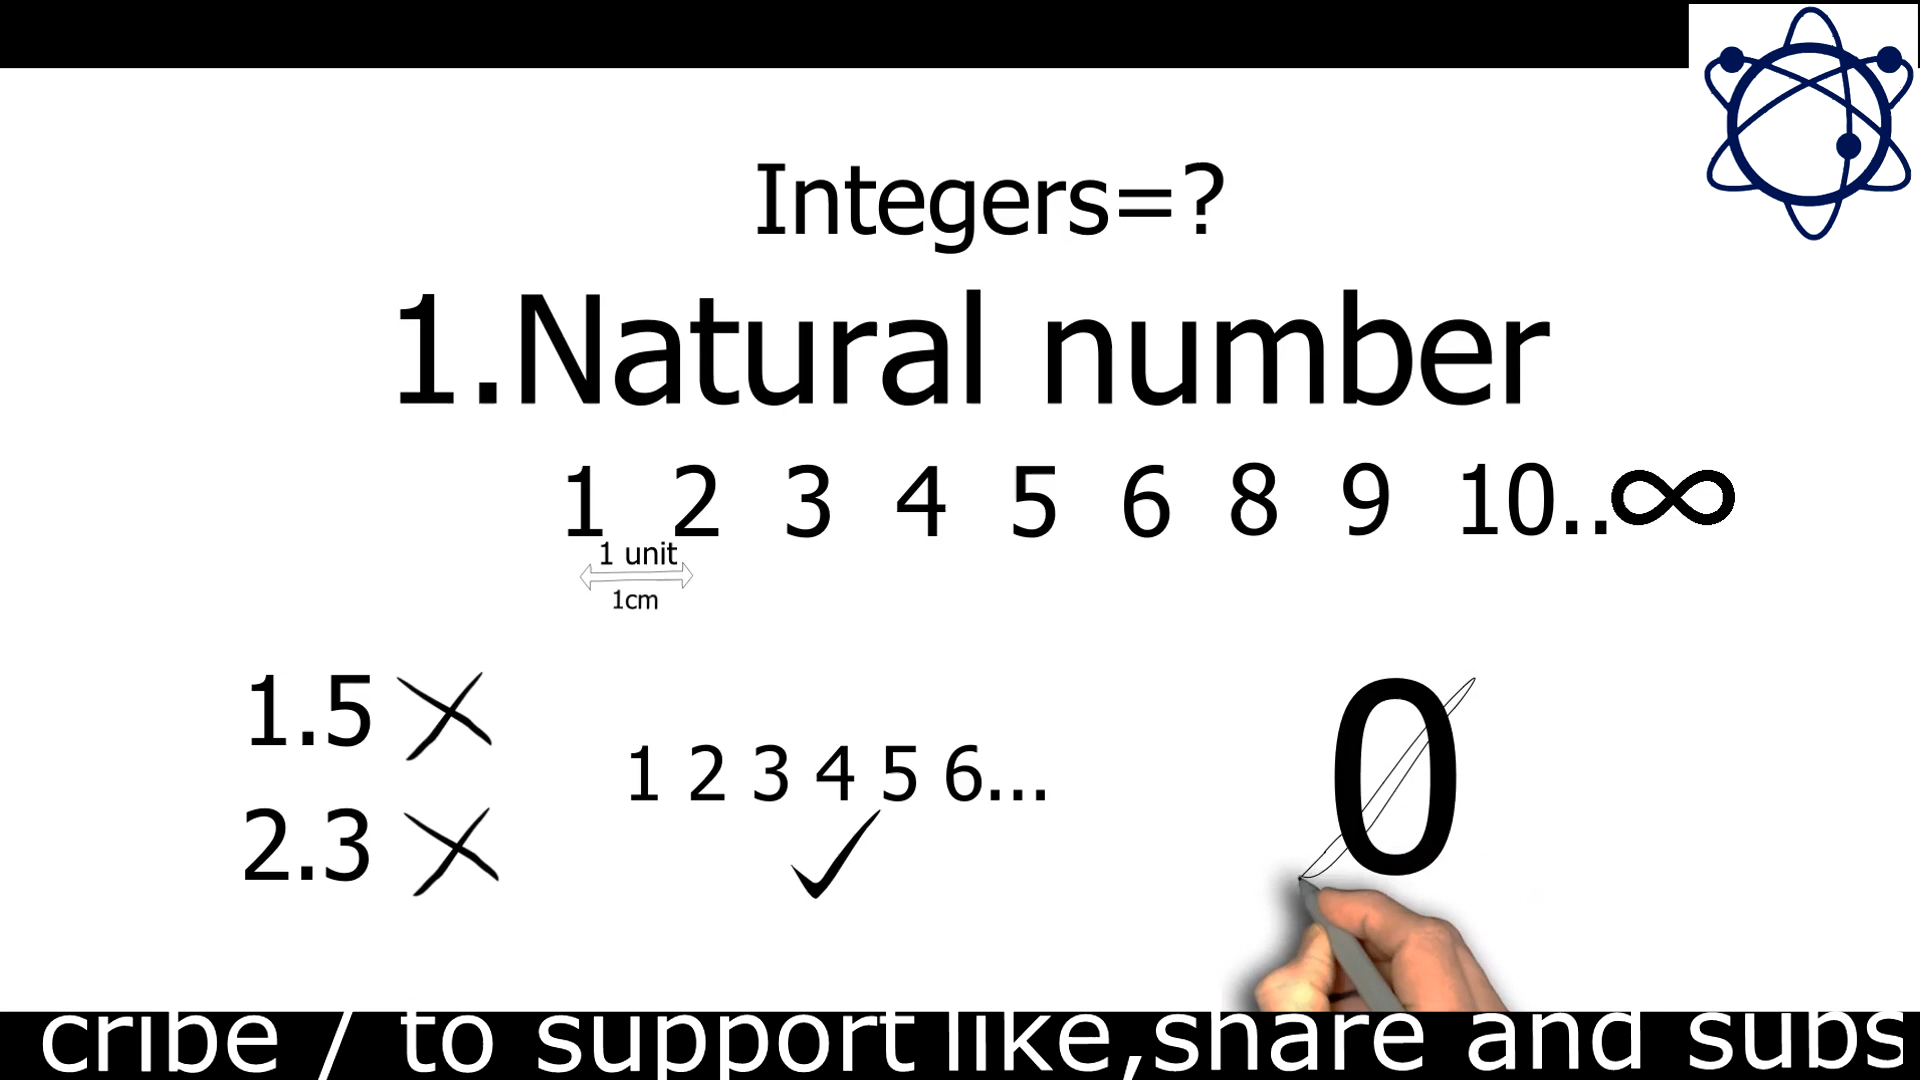 Integers=?
1.Natural number
1 2 3 4 5 6 8 9 10..∞
1 unit
1cm
1.5
2.3
1 2 3 4 5 6...
0
cribe / to support like,share and subs